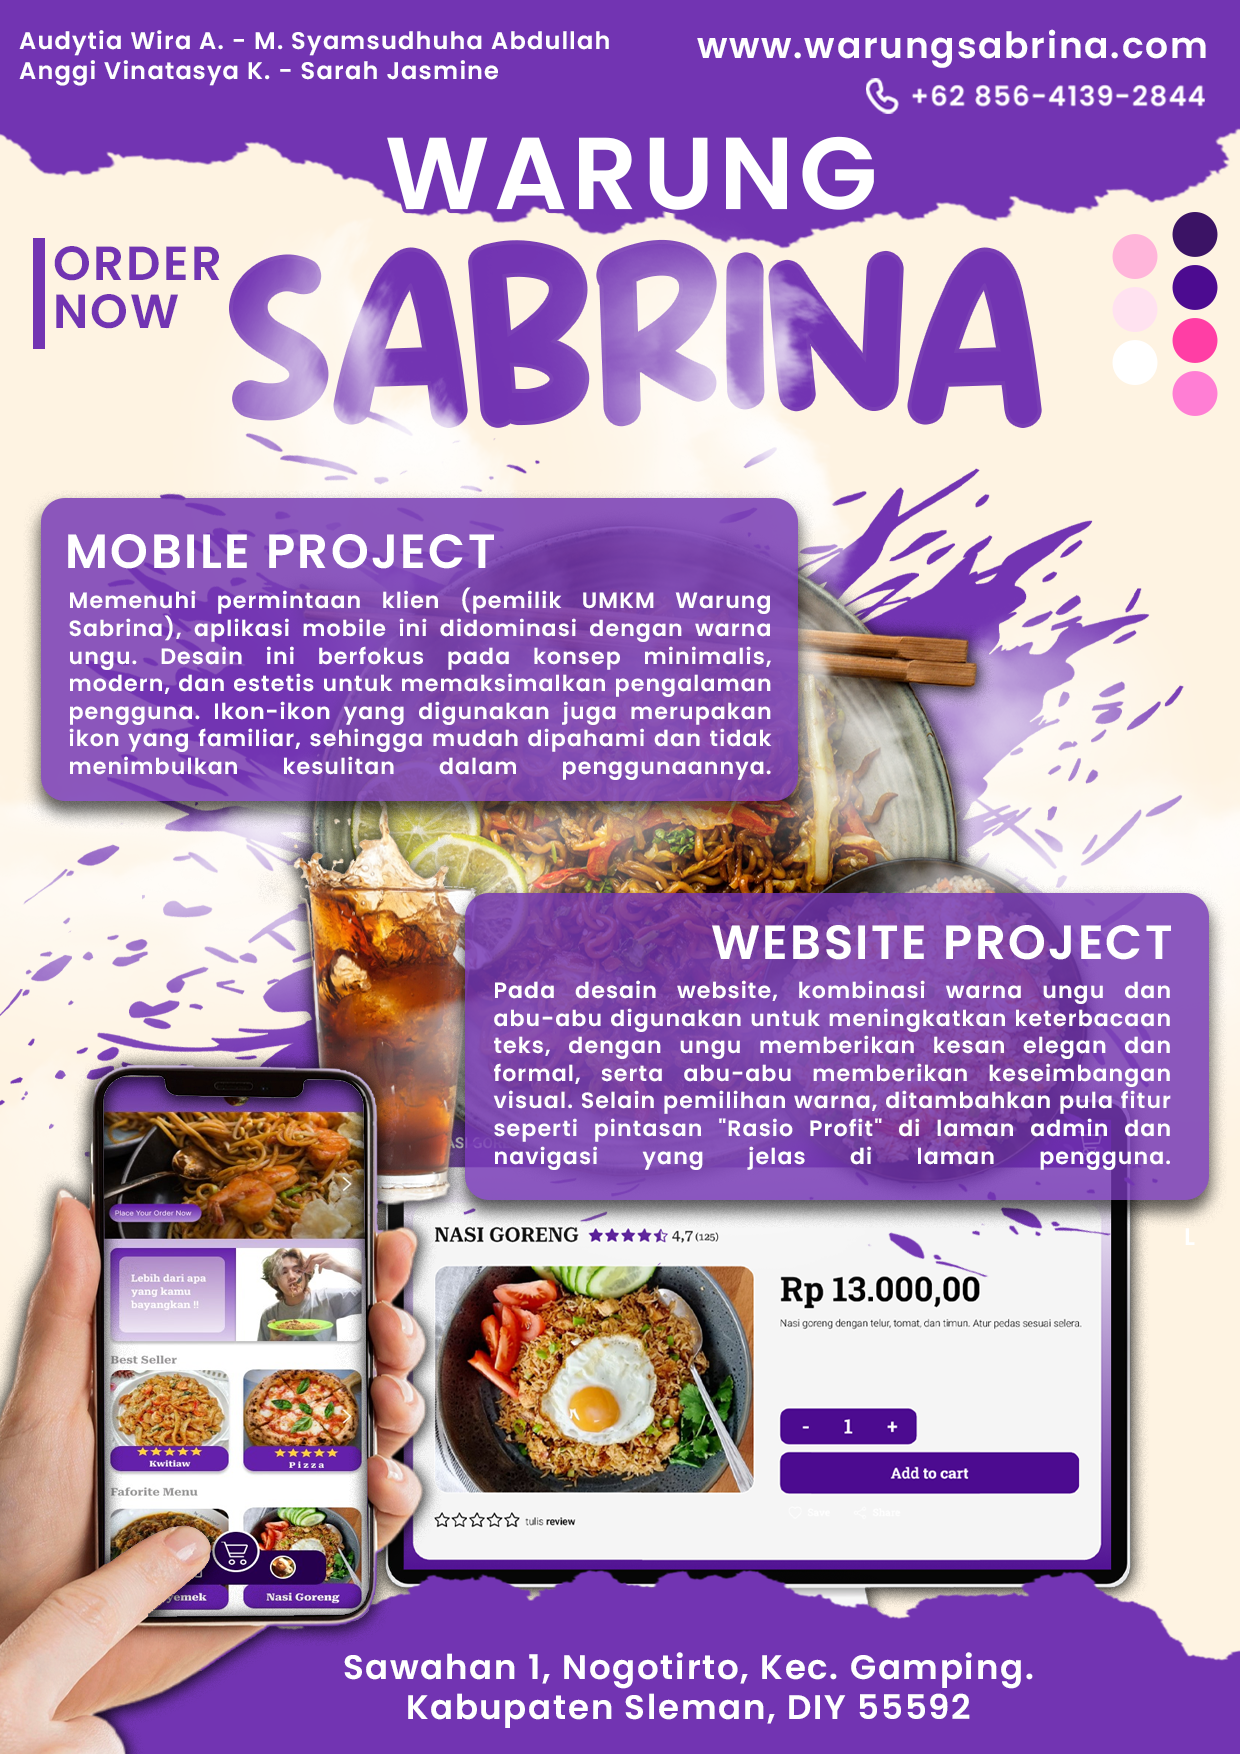 Audytia Wira A. - M. Syamsudhuha Abdullah
Anggi Vinatasya K. - Sarah Jasmine
www.warungsabrina.com
+62 856-4139-2844
WARUNG
SABRINA
ORDER
NOW
MOBILE PROJECT
Memenuhi permintaan klien (pemilik UMKM Warung
Sabrina), aplikasi mobile ini didominasi dengan warna
ungu. Desain ini berfokus pada konsep minimalis,
modern, dan estetis untuk memaksimalkan pengalaman
pengguna. Ikon-ikon yang digunakan juga merupakan
ikon yang familiar, sehingga mudah dipahami dan tidak
menimbulkan kesulitan dalam penggunaannya.
WEBSITE PROJECT
Pada desain website, kombinasi warna ungu dan
abu-abu digunakan untuk meningkatkan keterbacaan
teks, dengan ungu memberikan kesan elegan dan
formal, serta abu-abu memberikan keseimbangan
visual. Selain pemilihan warna, ditambahkan pula fitur
seperti pintasan "Rasio Profit" di laman admin dan
navigasi yang jelas di laman pengguna.
L
Place Your Order Now
Lebih dari apa
yang kamu
bayangkan !!
Best Seller
Kwitiaw
Pizza
Faforite Menu
yemek
Nasi Goreng
NASI GORENG 4,7 (125)
Rp 13.000,00
Nasi goreng dengan telur, tomat, dan timun. Atur pedas sesuai selera.
- 1 +
Add to cart
Save Share
tulis review
Sawahan 1, Nogotirto, Kec. Gamping.
Kabupaten Sleman, DIY 55592